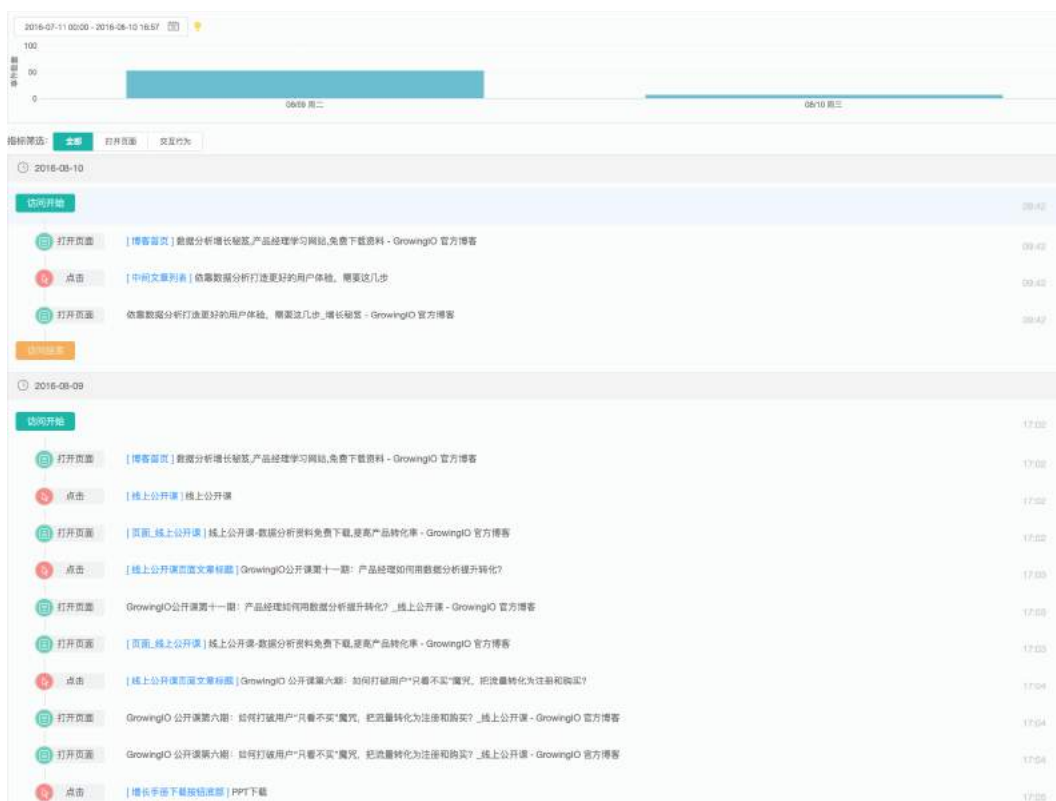 2016-07-11 00:00 - 2016-08-10 16:57
100
事件数量
50
0
08/09 周二
08/10 周三
指标筛选: 全部 打开页面 交互行为
2016-08-10
访问开始 09:42
打开页面 [ 博客首页 ] 数据分析增长秘笈,产品经理学习网站,免费下载资料 - GrowingIO 官方博客 09:42
点击 [ 中间文章列表 ] 依靠数据分析打造更好的用户体验，需要这几步 09:42
打开页面 依靠数据分析打造更好的用户体验，需要这几步_增长秘笈 - GrowingIO 官方博客 09:42
访问结束
2016-08-09
访问开始 17:02
打开页面 [ 博客首页 ] 数据分析增长秘笈,产品经理学习网站,免费下载资料 - GrowingIO 官方博客 17:02
点击 [ 线上公开课 ] 线上公开课 17:02
打开页面 [ 页面_线上公开课 ] 线上公开课-数据分析资料免费下载,提高产品转化率 - GrowingIO 官方博客 17:02
点击 [ 线上公开课页面文章标题 ] GrowingIO公开课第十一期：产品经理如何用数据分析提升转化? 17:03
打开页面 GrowingIO公开课第十一期：产品经理如何用数据分析提升转化? _线上公开课 - GrowingIO 官方博客 17:03
打开页面 [ 页面_线上公开课 ] 线上公开课-数据分析资料免费下载,提高产品转化率 - GrowingIO 官方博客 17:03
点击 [ 线上公开课页面文章标题 ] GrowingIO 公开课第六期：如何打破用户“只看不买”魔咒，把流量转化为注册和购买? 17:04
打开页面 GrowingIO 公开课第六期：如何打破用户“只看不买”魔咒，把流量转化为注册和购买? _线上公开课 - GrowingIO 官方博客 17:04
打开页面 GrowingIO 公开课第六期：如何打破用户“只看不买”魔咒，把流量转化为注册和购买? _线上公开课 - GrowingIO 官方博客 17:04
点击 [ 增长手册下载按钮底部 ] PPT下载 17:05